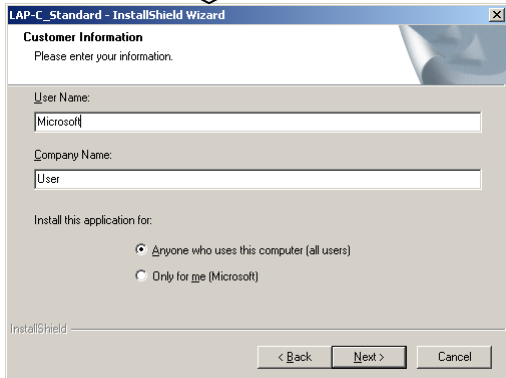 LAP-C_Standard - InstallShield Wizard
Customer Information
Please enter your information.
User Name:
Microsoft
Company Name:
User
Install this application for:
Anyone who uses this computer (all users)
Only for me (Microsoft)
InstallShield
< Back Next > Cancel